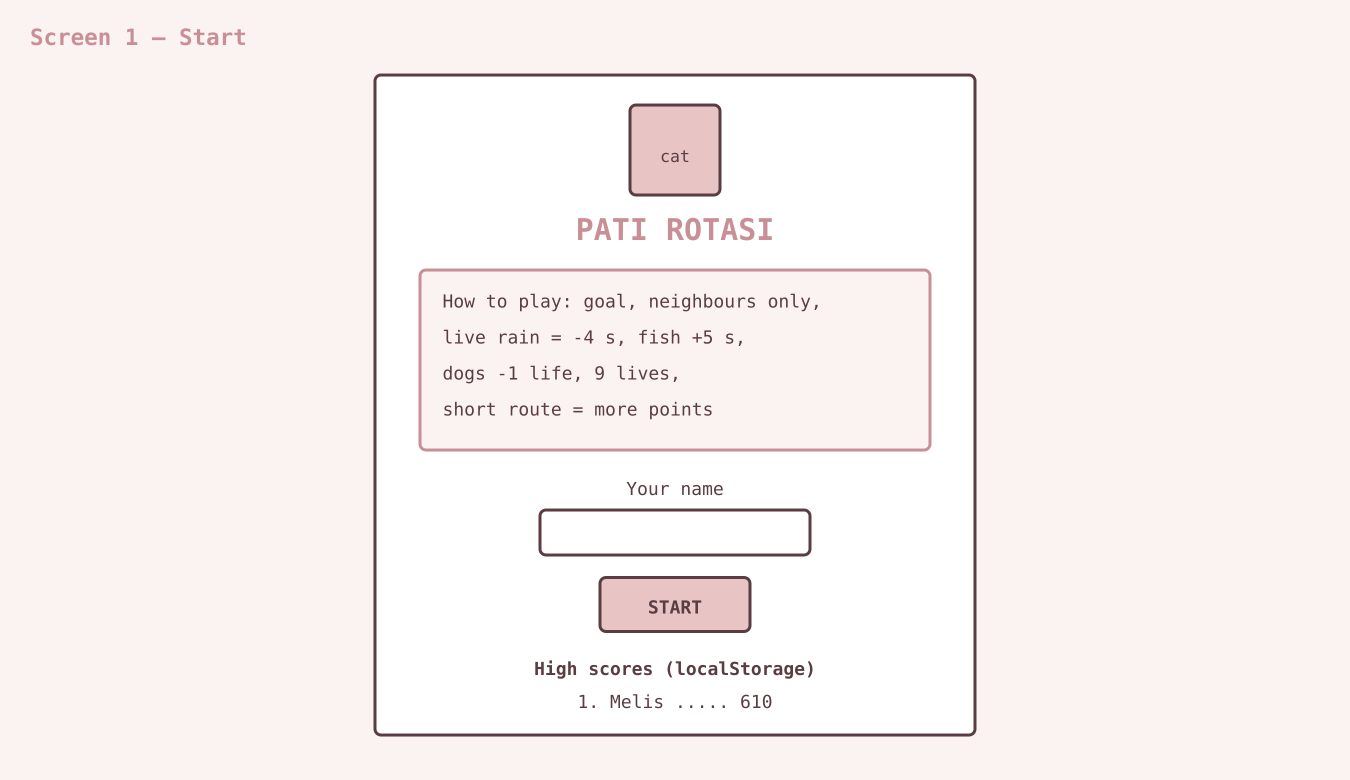 Screen 1 — Start
cat
PATI ROTASI
How to play: goal, neighbours only,
live rain = -4 s, fish +5 s,
dogs -1 life, 9 lives,
short route = more points
Your name
START
High scores (localStorage)
1. Melis ..... 610